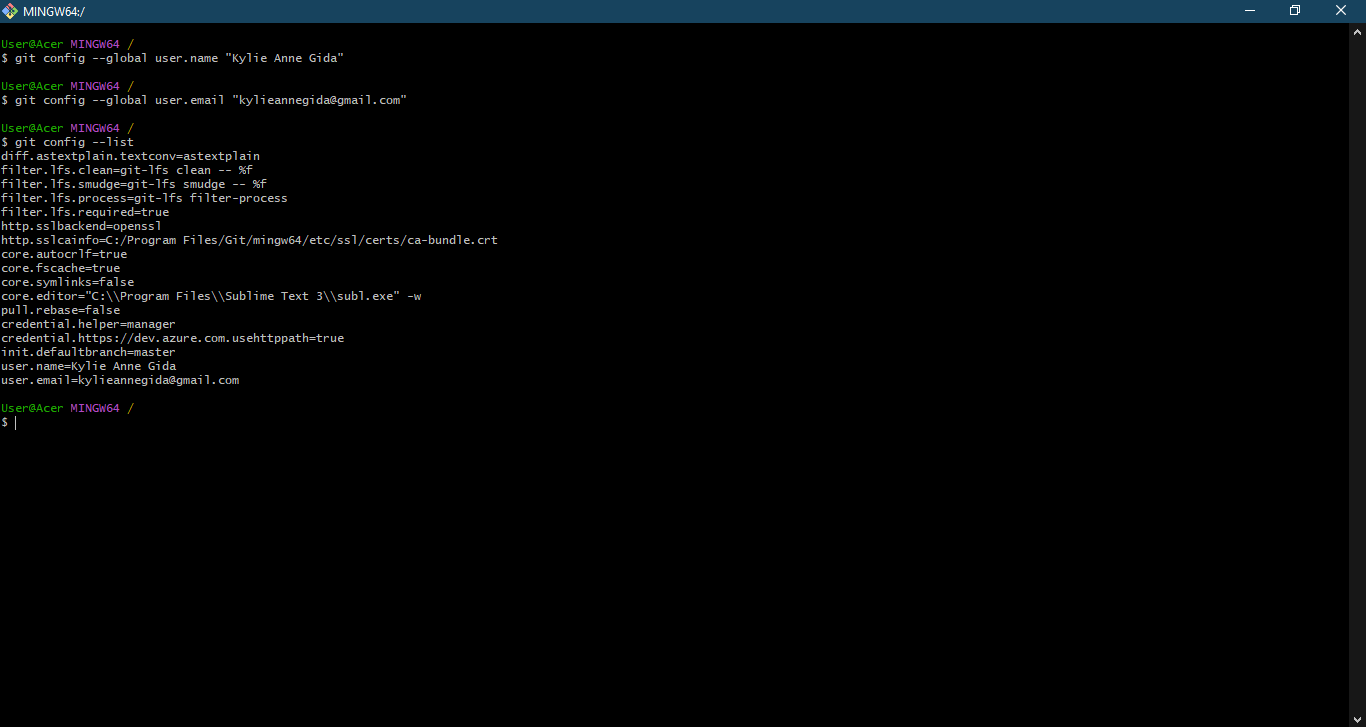 MINGW64:/
User@Acer MINGW64 /
$ git config --global user.name "Kylie Anne Gida"
User@Acer MINGW64 /
$ git config --global user.email "kylieannegida@gmail.com"
User@Acer MINGW64 /
$ git config --list
diff.astextplain.textconv=astextplain
filter.lfs.clean=git-lfs clean -- %f
filter.lfs.smudge=git-lfs smudge -- %f
filter.lfs.process=git-lfs filter-process
filter.lfs.required=true
http.sslbackend=openssl
http.sslcainfo=C:/Program Files/Git/mingw64/etc/ssl/certs/ca-bundle.crt
core.autocrlf=true
core.fscache=true
core.symlinks=false
core.editor="C:\\Program Files\\Sublime Text 3\\subl.exe" -w
pull.rebase=false
credential.helper=manager
credential.https://dev.azure.com.usehttppath=true
init.defaultbranch=master
user.name=Kylie Anne Gida
user.email=kylieannegida@gmail.com
User@Acer MINGW64 /
$